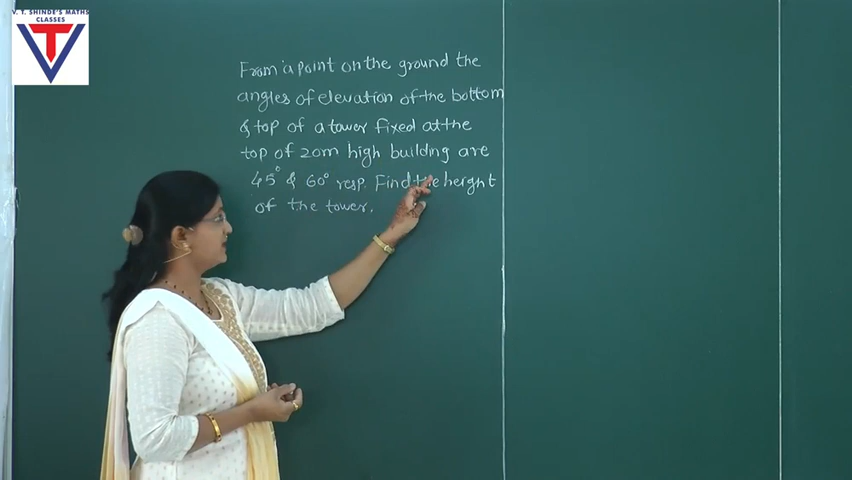 V. T. SHINDE'S MATHS
CLASSES
VT
From a point on the ground the
angles of elevation of the bottom
& top of a tower fixed at the
top of 20m high building are
45° & 60° resp. Find the height
of the tower.